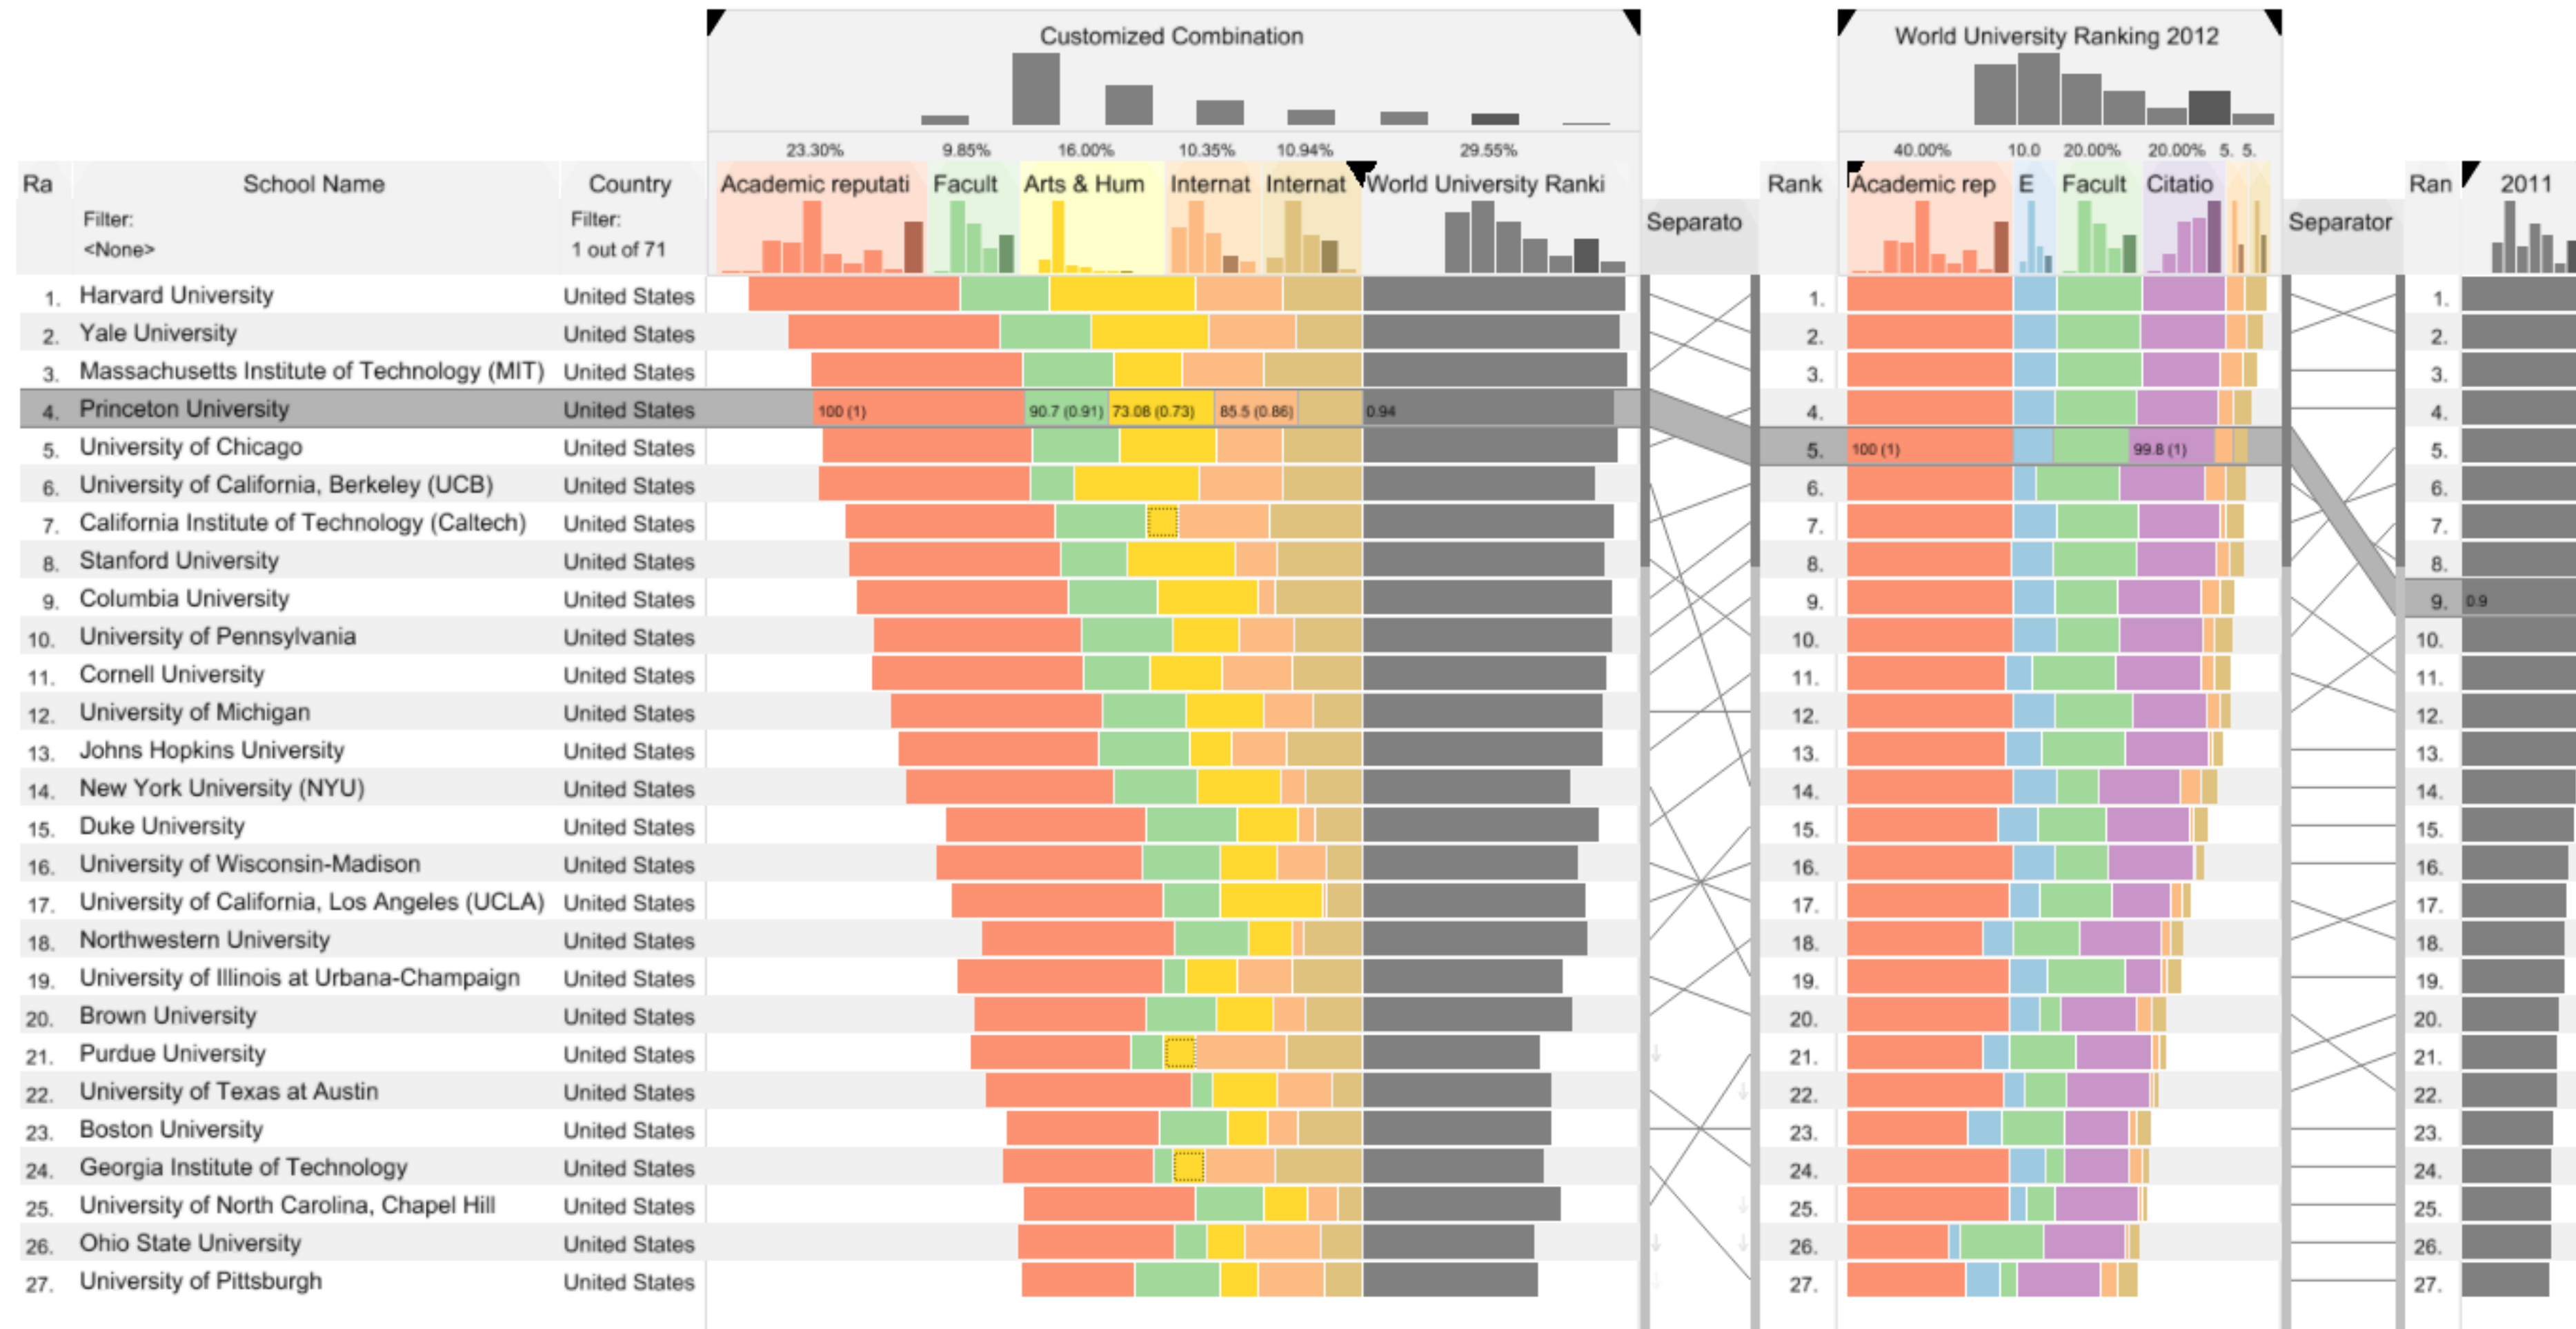 Customized Combination
World University Ranking 2012
23.30% 9.85% 16.00% 10.35% 10.94% 29.55%
40.00% 10.0 20.00% 20.00% 5. 5.
Ra School Name Country Academic reputati Facult Arts & Hum Internat Internat World University Ranki Rank Academic rep E Facult Citatio Ran 2011
Filter: Filter: Separato Separator
<None> 1 out of 71
1. Harvard University United States 1. 1.
2. Yale University United States 2. 2.
3. Massachusetts Institute of Technology (MIT) United States 3. 3.
4. Princeton University United States 100 (1) 90.7 (0.91) 73.08 (0.73) 85.5 (0.86) 0.94 4. 4.
5. University of Chicago United States 5. 100 (1) 99.8 (1) 5.
6. University of California, Berkeley (UCB) United States 6. 6.
7. California Institute of Technology (Caltech) United States 7. 7.
8. Stanford University United States 8. 8.
9. Columbia University United States 9. 9. 0.9
10. University of Pennsylvania United States 10. 10.
11. Cornell University United States 11. 11.
12. University of Michigan United States 12. 12.
13. Johns Hopkins University United States 13. 13.
14. New York University (NYU) United States 14. 14.
15. Duke University United States 15. 15.
16. University of Wisconsin-Madison United States 16. 16.
17. University of California, Los Angeles (UCLA) United States 17. 17.
18. Northwestern University United States 18. 18.
19. University of Illinois at Urbana-Champaign United States 19. 19.
20. Brown University United States 20. 20.
21. Purdue University United States 21. 21.
22. University of Texas at Austin United States 22. 22.
23. Boston University United States 23. 23.
24. Georgia Institute of Technology United States 24. 24.
25. University of North Carolina, Chapel Hill United States 25. 25.
26. Ohio State University United States 26. 26.
27. University of Pittsburgh United States 27. 27.